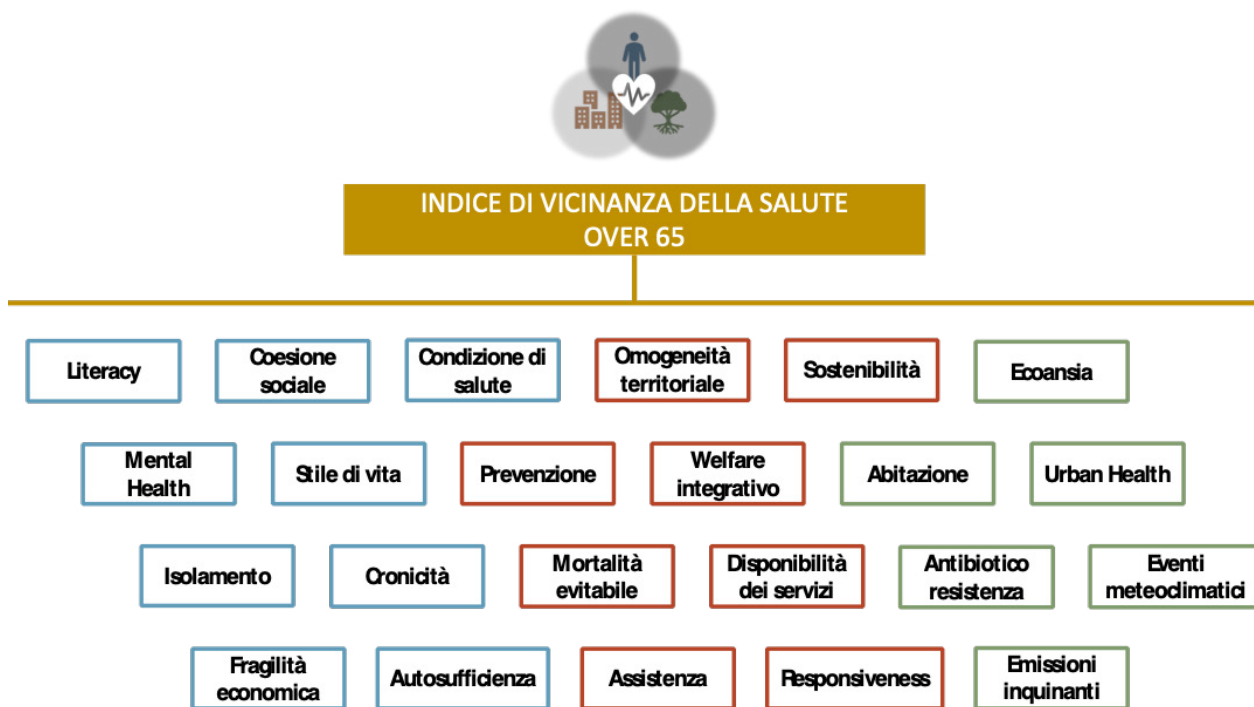 INDICE DI VICINANZA DELLA SALUTE
OVER 65
Literacy
Coesione
sociale
Condizione di
salute
Omogeneità
territoriale
Sostenibilità
Ecoansia
Mental
Health
Stile di vita
Prevenzione
Welfare
integrativo
Abitazione
Urban Health
Isolamento
Cronicità
Mortalità
evitabile
Disponibilità
dei servizi
Antibiotico
resistenza
Eventi
meteoclimatici
Fragilità
economica
Autosufficienza
Assistenza
Responsiveness
Emissioni
inquinanti